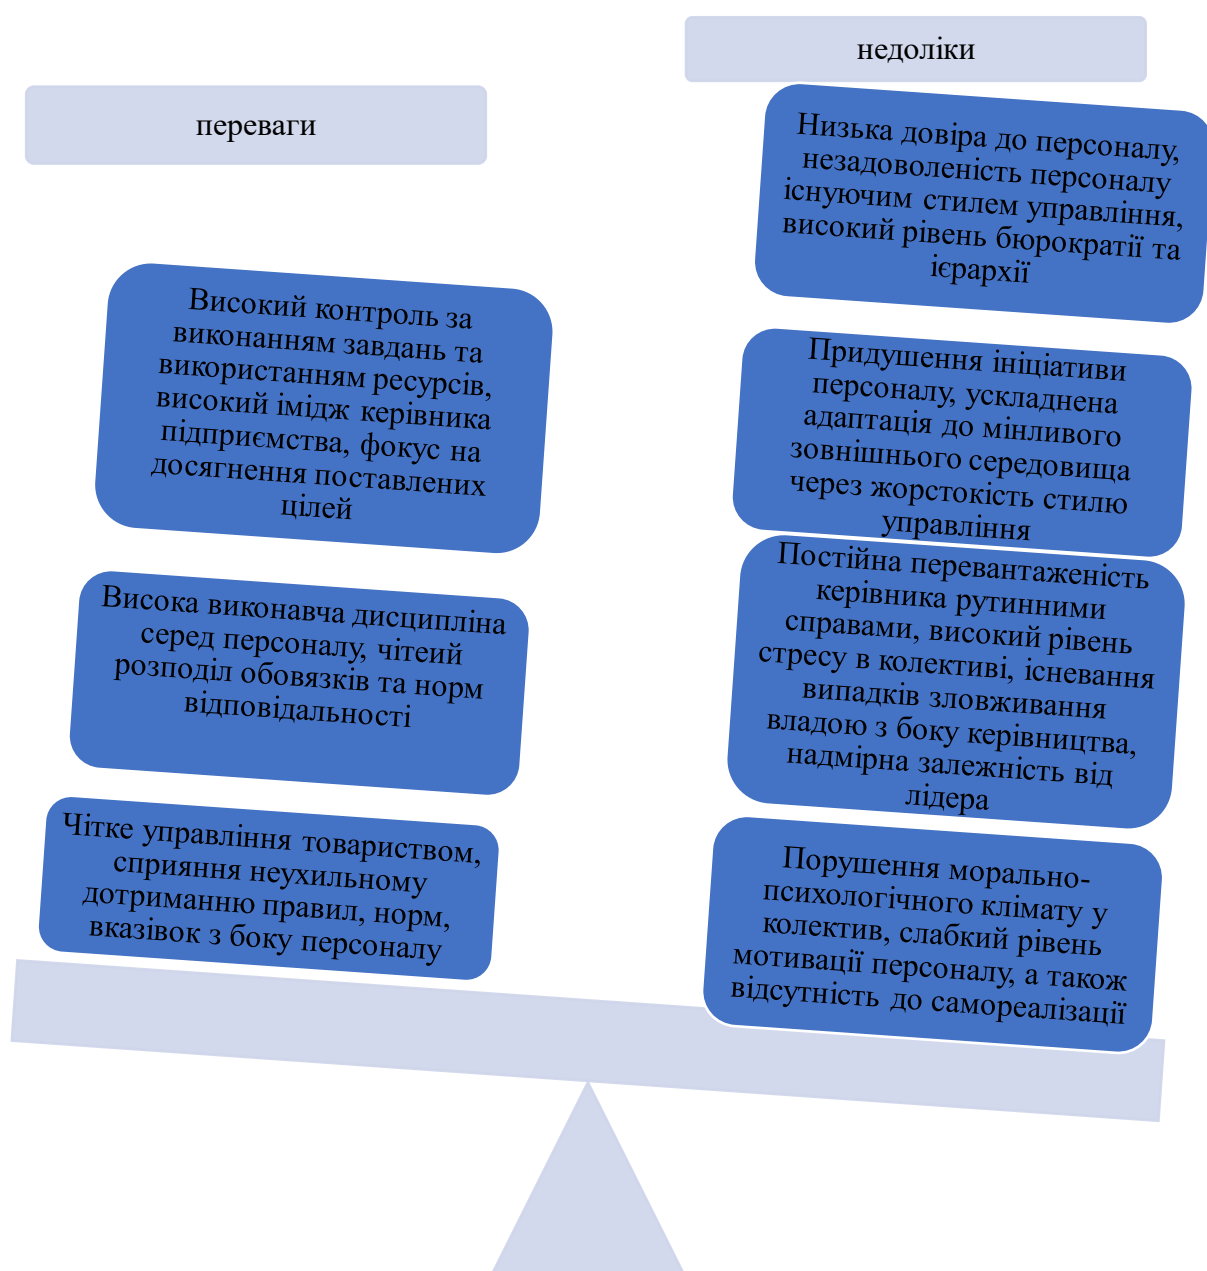 переваги
Високий контроль за
виконанням завдань та
використанням ресурсів,
високий імідж керівника
підприємства, фокус на
досягнення поставлених
цілей
Висока виконавча дисципліна
серед персоналу, чітеий
розподіл обовязків та норм
відповідальності
Чітке управління товариством,
сприяння неухильному
дотриманню правил, норм,
вказівок з боку персоналу
недоліки
Низька довіра до персоналу,
незадоволеність персоналу
існуючим стилем управління,
високий рівень бюрократії та
ієрархії
Придушення ініціативи
персоналу, ускладнена
адаптація до мінливого
зовнішнього середовища
через жорстокість стилю
управління
Постійна перевантаженість
керівника рутинними
справами, високий рівень
стресу в колективі, існевання
випадків зловживання
владою з боку керівництва,
надмірна залежність від
лідера
Порушення морально-
психологічного клімату у
колектив, слабкий рівень
мотивації персоналу, а також
відсутність до самореалізації